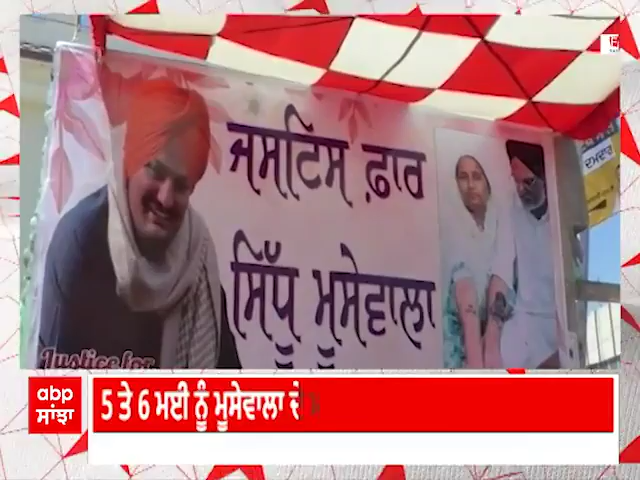 ਜਸਟਿਸ ਫ਼ਾਰ
ਸਿੱਧੂ ਮੂਸੇਵਾਲਾ
Justice for
abp
ਸਾਂਝਾ
5 ਤੇ 6 ਮਈ ਨੂੰ ਮੂਸੇਵਾਲਾ ਦੇ